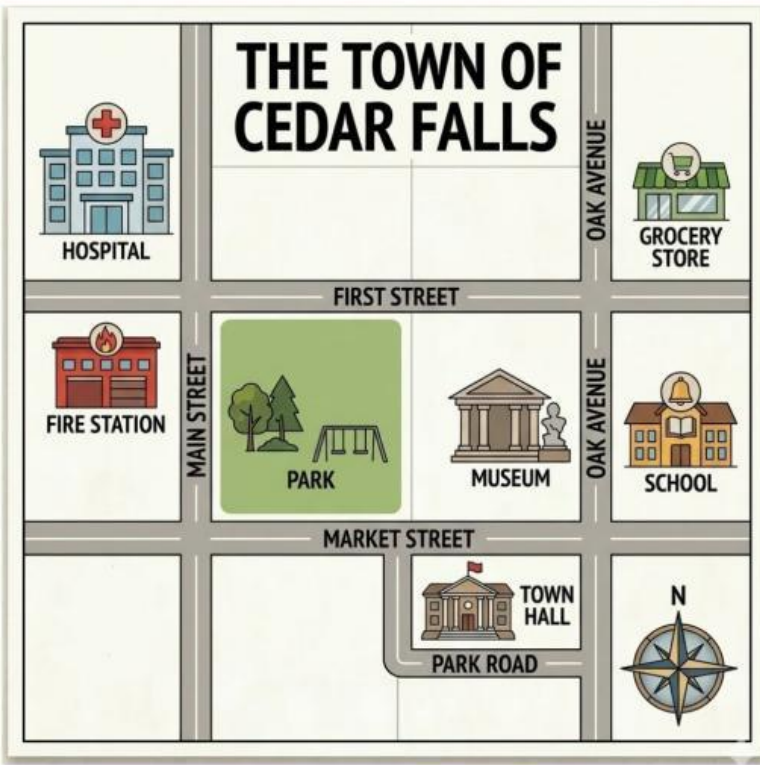 THE TOWN OF
CEDAR FALLS
HOSPITAL
OAK AVENUE
GROCERY
STORE
FIRST STREET
FIRE STATION
MAIN STREET
PARK
MUSEUM
OAK AVENUE
SCHOOL
MARKET STREET
TOWN
HALL
PARK ROAD
N